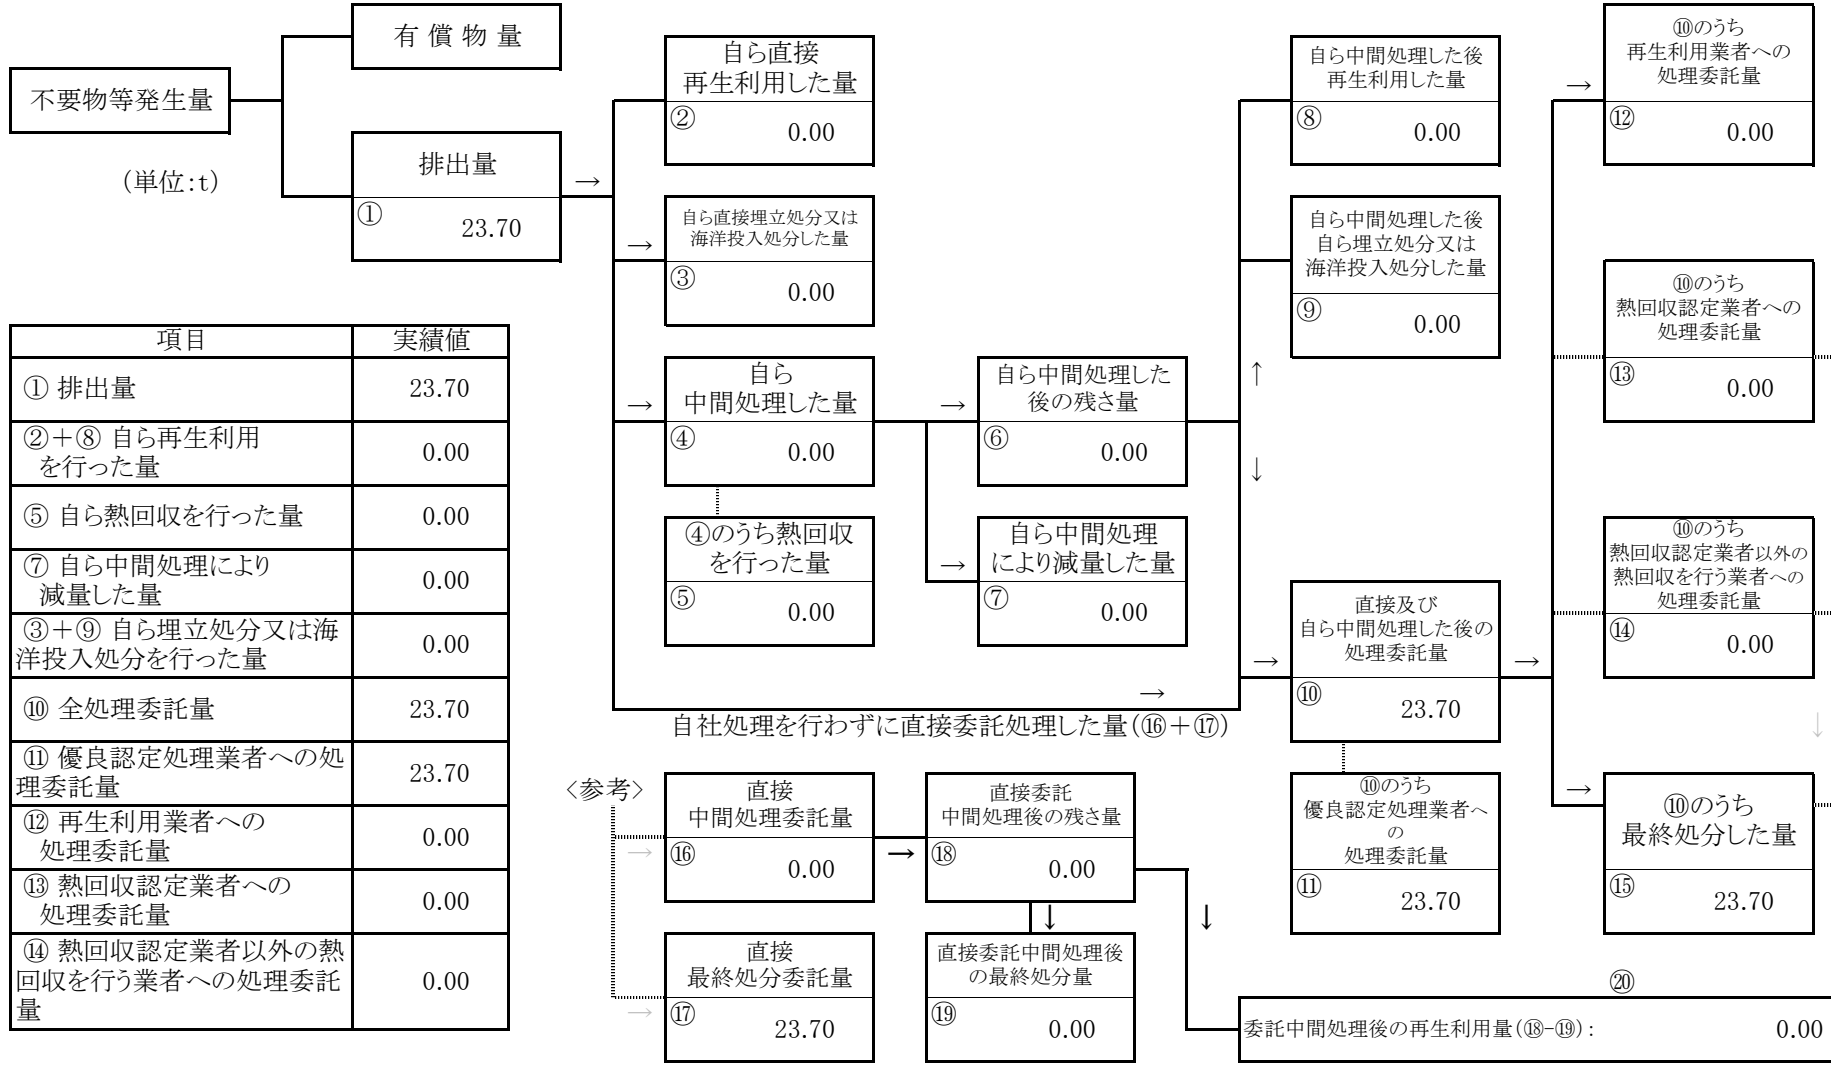 不要物等発生量
(単位:t)
有 償 物 量
排出量
①
23.70
→
自ら直接
再生利用した量
②
0.00
→
自ら直接埋立処分又は
海洋投入処分した量
③
0.00
→
自ら
中間処理した量
④
0.00
④のうち熱回収
を行った量
⑤
0.00
→
自ら中間処理した
後の残さ量
⑥
0.00
→
自ら中間処理
により減量した量
⑦
0.00
自ら中間処理した後
再生利用した量
⑧
0.00
自ら中間処理した後
自ら埋立処分又は
海洋投入処分した量
⑨
0.00
↑
↓
→
自社処理を行わずに直接委託処理した量(⑯+⑰)
→
直接及び
自ら中間処理した後の
処理委託量
⑩
23.70
⑩のうち
優良認定処理業者へ
の
処理委託量
⑪
23.70
→
→
⑩のうち
再生利用業者への
処理委託量
⑫
0.00
⑩のうち
熱回収認定業者への
処理委託量
⑬
0.00
⑩のうち
熱回収認定業者以外の
熱回収を行う業者への
処理委託量
⑭
0.00
↓
→
⑩のうち
最終処分した量
⑮
23.70
項目 実績値
① 排出量 23.70
②+⑧ 自ら再生利用
を行った量 0.00
⑤ 自ら熱回収を行った量 0.00
⑦ 自ら中間処理により
減量した量 0.00
③+⑨ 自ら埋立処分又は海
洋投入処分を行った量 0.00
⑩ 全処理委託量 23.70
⑪ 優良認定処理業者への処
理委託量 23.70
⑫ 再生利用業者への
処理委託量 0.00
⑬ 熱回収認定業者への
処理委託量 0.00
⑭ 熱回収認定業者以外の熱
回収を行う業者への処理委託
量 0.00
<参考>
→
直接
中間処理委託量
⑯
0.00
→
直接
最終処分委託量
⑰
23.70
→
直接委託
中間処理後の残さ量
⑱
0.00
↓
直接委託中間処理後
の最終処分量
⑲
0.00
↓
⑳
委託中間処理後の再生利用量(⑱-⑲): 0.00